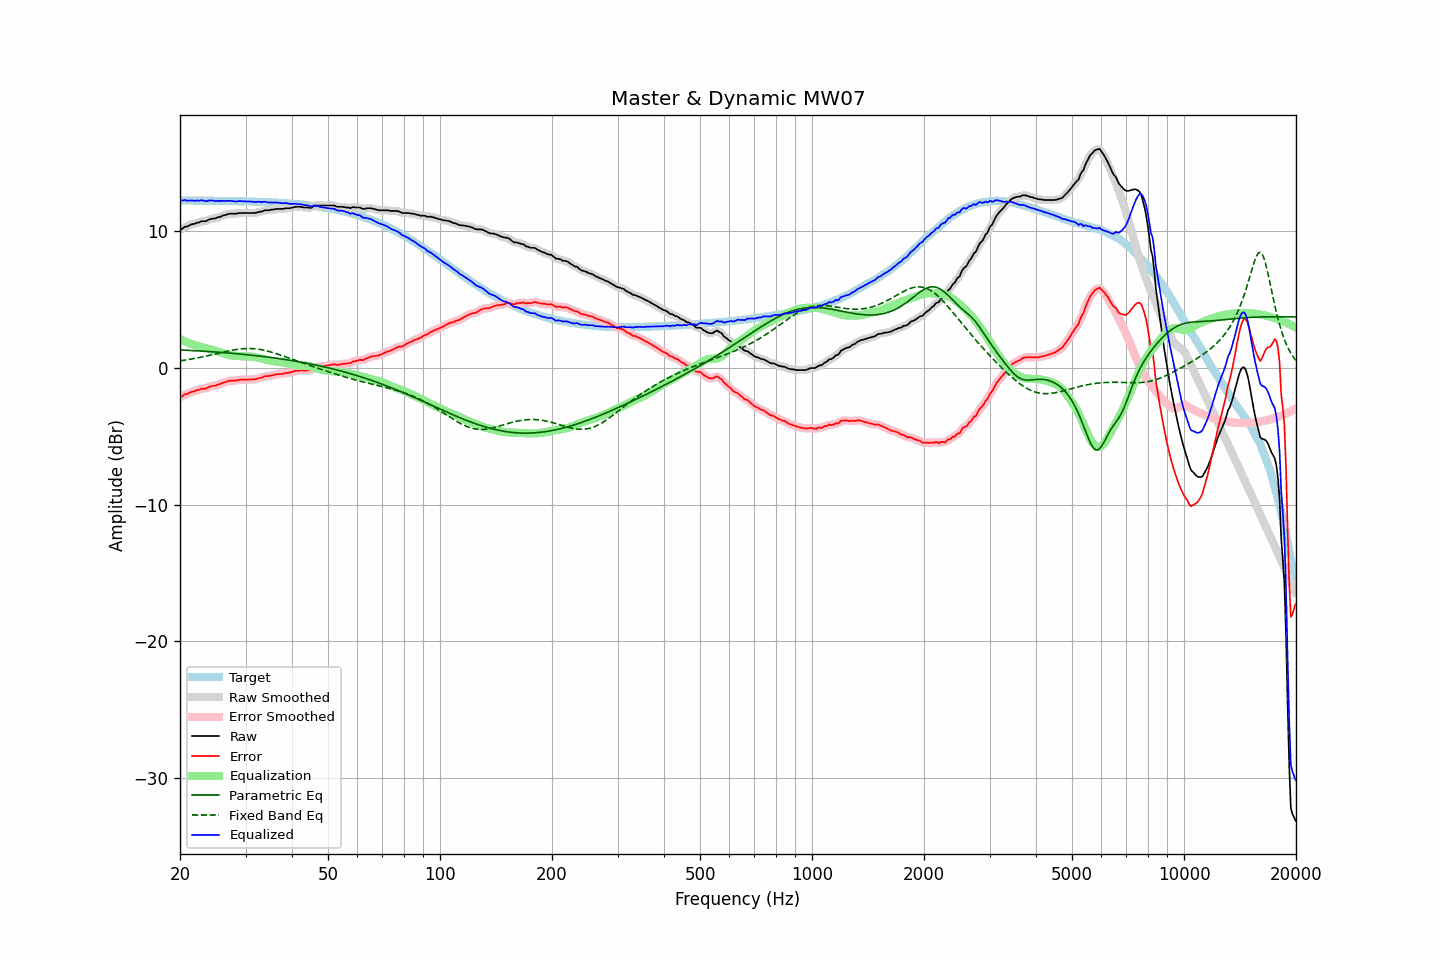 Master & Dynamic MW07
Amplitude (dBr)
10
0
−10
−20
−30
Target
Raw Smoothed
Error Smoothed
Raw
Error
Equalization
Parametric Eq
Fixed Band Eq
Equalized
20 50 100 200 500 1000 2000 5000 10000 20000
Frequency (Hz)